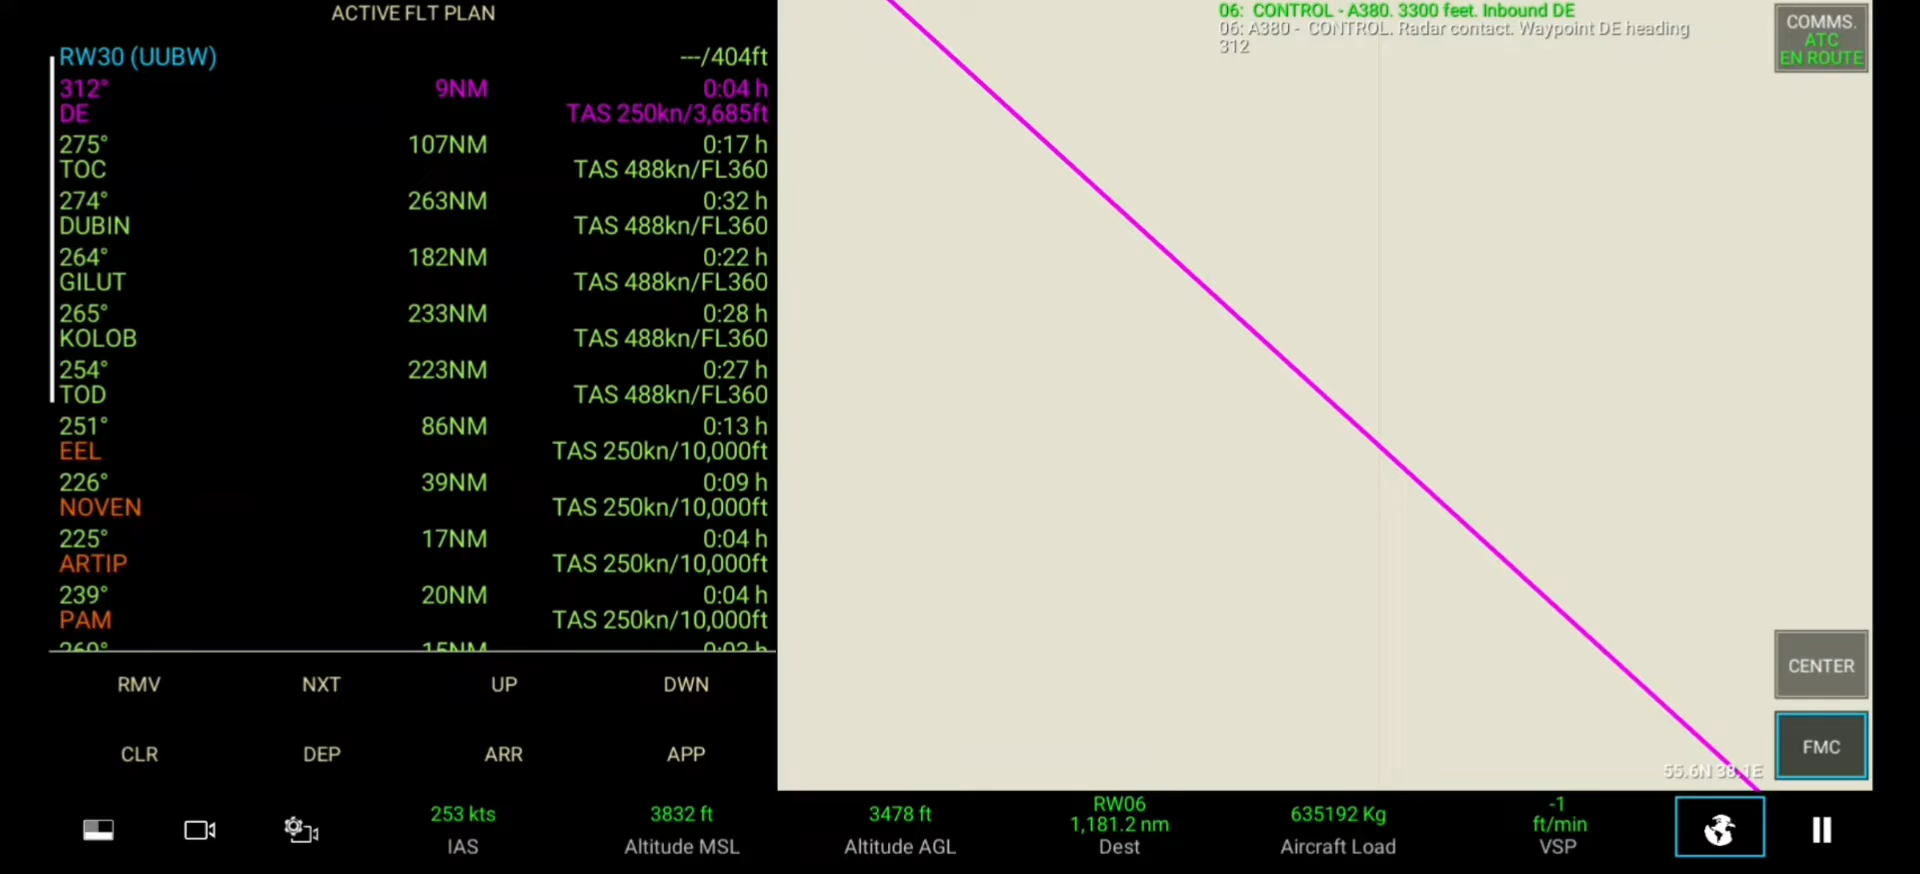 ACTIVE FLT PLAN
RW30 (UUBW) ---/404ft
312° 9NM 0:04 h
DE TAS 250kn/3,685ft
275° 107NM 0:17 h
TOC TAS 488kn/FL360
274° 263NM 0:32 h
DUBIN TAS 488kn/FL360
264° 182NM 0:22 h
GILUT TAS 488kn/FL360
265° 233NM 0:28 h
KOLOB TAS 488kn/FL360
254° 223NM 0:27 h
TOD TAS 488kn/FL360
251° 86NM 0:13 h
EEL TAS 250kn/10,000ft
226° 39NM 0:09 h
NOVEN TAS 250kn/10,000ft
225° 17NM 0:04 h
ARTIP TAS 250kn/10,000ft
239° 20NM 0:04 h
PAM TAS 250kn/10,000ft
RMV NXT UP DWN
CLR DEP ARR APP
06: CONTROL - A380. 3300 feet. Inbound DE
06: A380 - CONTROL. Radar contact. Waypoint DE heading
312
COMMS.
ATC
EN ROUTE
CENTER
FMC
253 kts
IAS
3832 ft
Altitude MSL
3478 ft
Altitude AGL
RW06
1,181.2 nm
Dest
635192 Kg
Aircraft Load
-1
ft/min
VSP